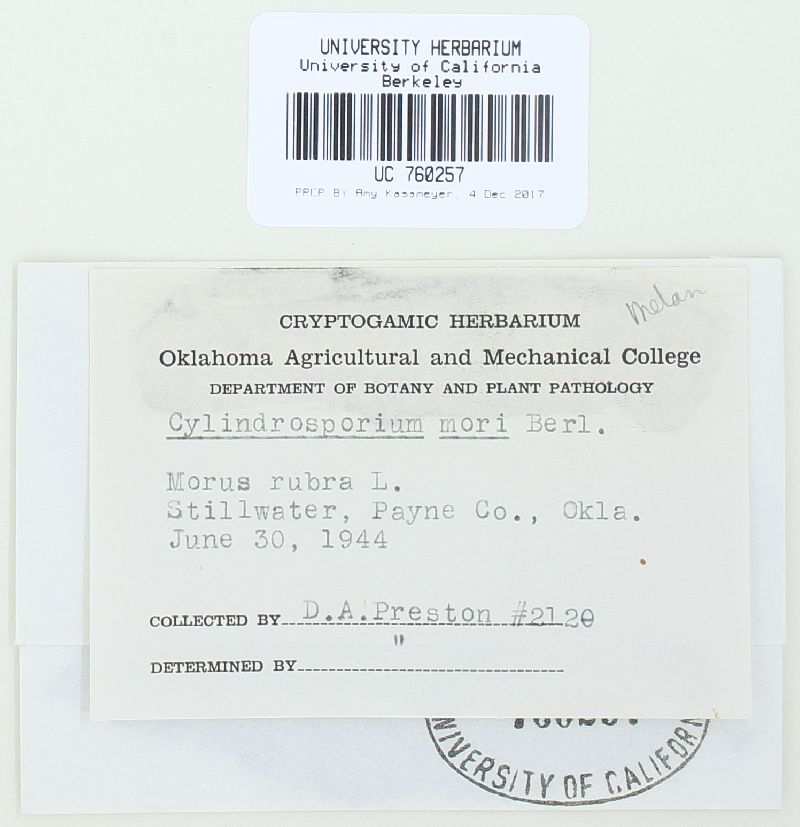 UNIVERSITY HERBARIUM
University of California
Berkeley
UC 760257
PREP BY Amy Kasameyer, 4 Dec 2017
Melan
CRYPTOGAMIC HERBARIUM
Oklahoma Agricultural and Mechanical College
DEPARTMENT OF BOTANY AND PLANT PATHOLOGY
Cylindrosporium mori Berl.
Morus rubra L.
Stillwater, Payne Co., Okla.
June 30, 1944
COLLECTED BY D.A.Preston #2120
"
DETERMINED BY
UNIVERSITY OF CALIFORN